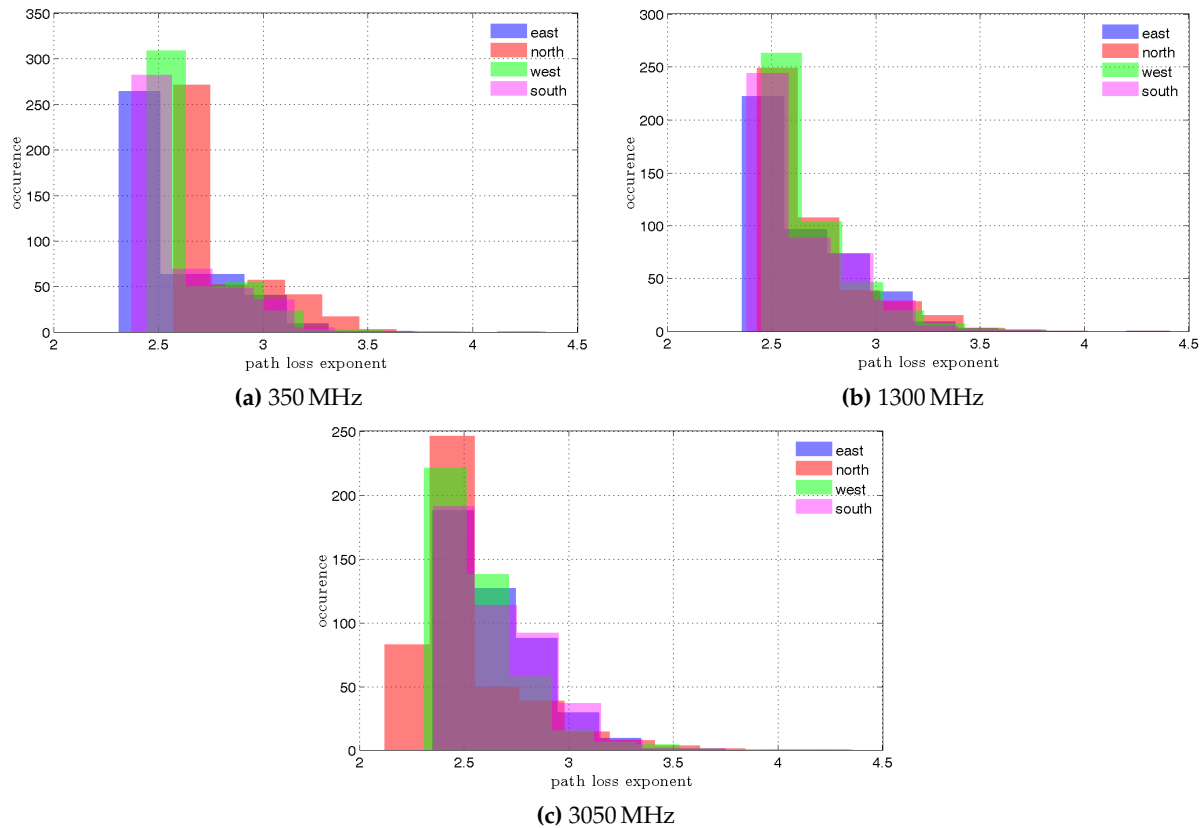 350
300
250
200
150
100
50
0
occurence
2
2.5
3
3.5
4
4.5
path loss exponent
east
north
west
south
(a) 350 MHz
300
250
200
150
100
50
0
occurence
2
2.5
3
3.5
4
4.5
path loss exponent
east
north
west
south
(b) 1300 MHz
250
200
150
100
50
0
occurence
2
2.5
3
3.5
4
4.5
path loss exponent
east
north
west
south
(c) 3050 MHz